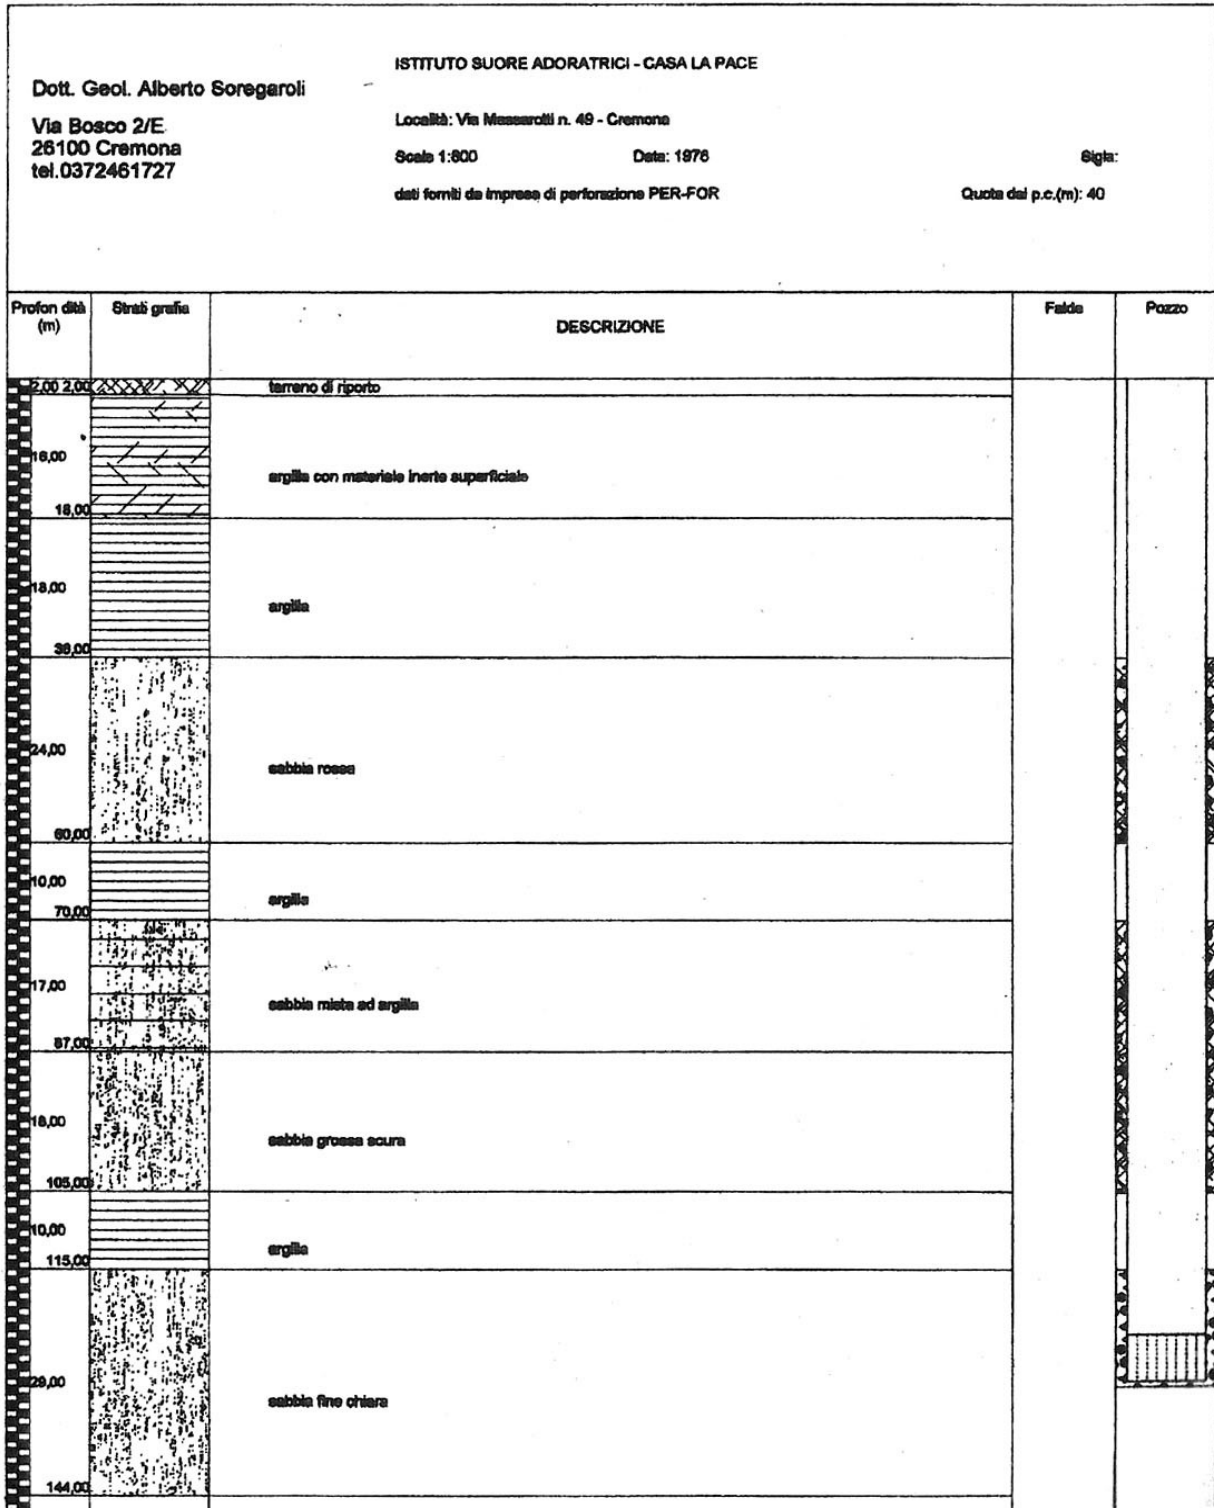 Dott. Geol. Alberto Soregaroli
Via Bosco 2/E
26100 Cremona
tel.0372461727
ISTITUTO SUORE ADORATRICI - CASA LA PACE
Località: Via Massarotti n. 49 - Cremona
Scala 1:600 Data: 1976 Sigla:
dati forniti da impresa di perforazione PER-FOR Quota dal p.c.(m): 40
Profon dità (m) Strati grafia DESCRIZIONE Falde Pozzo
2,00 2,00 terreno di riporto
16,00
argilla con materiale inerte superficiale
18,00
18,00
argilla
36,00
24,00
sabbia rossa
60,00
10,00
argilla
70,00
17,00
sabbia mista ad argilla
87,00
18,00
sabbia grossa scura
105,00
10,00
argilla
115,00
29,00
sabbia fine chiara
144,00